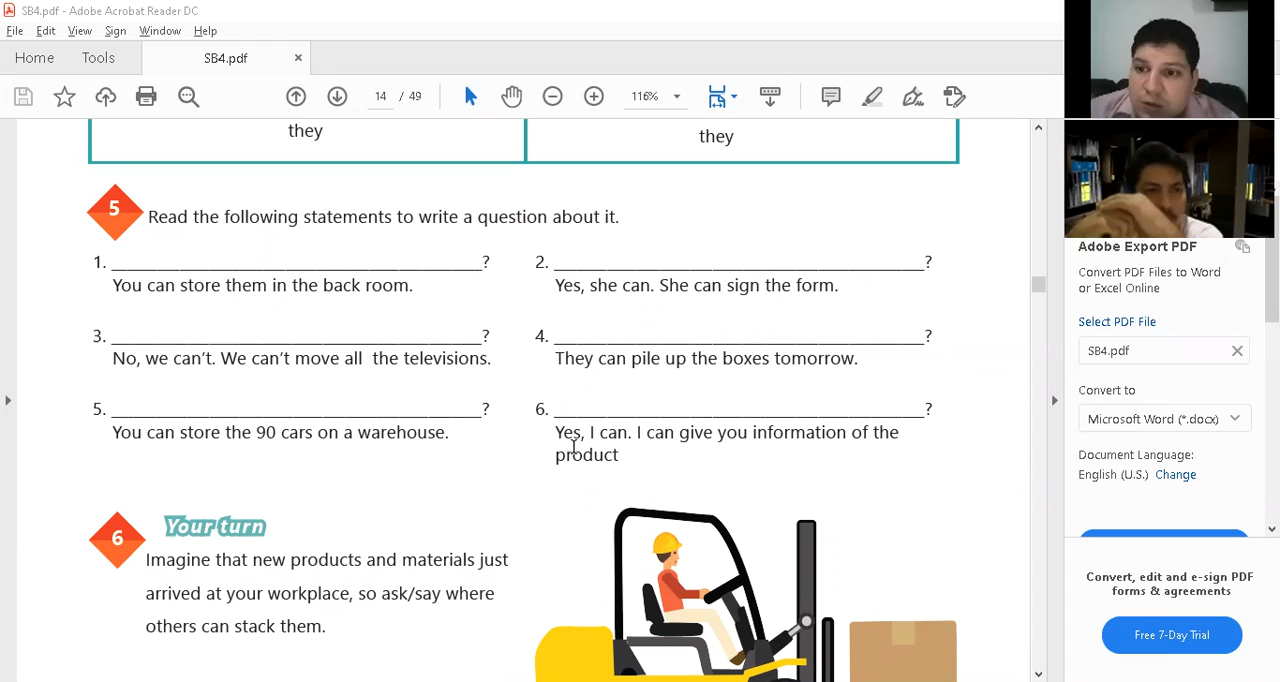 SB4.pdf - Adobe Acrobat Reader DC
File Edit View Sign Window Help
Home Tools SB4.pdf ×
14 / 49 116%
they they
5 Read the following statements to write a question about it.
1. ________________________________________? 2. ________________________________________?
You can store them in the back room. Yes, she can. She can sign the form.
3. ________________________________________? 4. ________________________________________?
No, we can't. We can't move all the televisions. They can pile up the boxes tomorrow.
5. ________________________________________? 6. ________________________________________?
You can store the 90 cars on a warehouse. Yes, I can. I can give you information of the
product
6 Your turn
Imagine that new products and materials just
arrived at your workplace, so ask/say where
others can stack them.
Adobe Export PDF
Convert PDF Files to Word
or Excel Online
Select PDF File
SB4.pdf
Convert to
Microsoft Word (*.docx)
Document Language:
English (U.S.) Change
Convert, edit and e-sign PDF
forms & agreements
Free 7-Day Trial